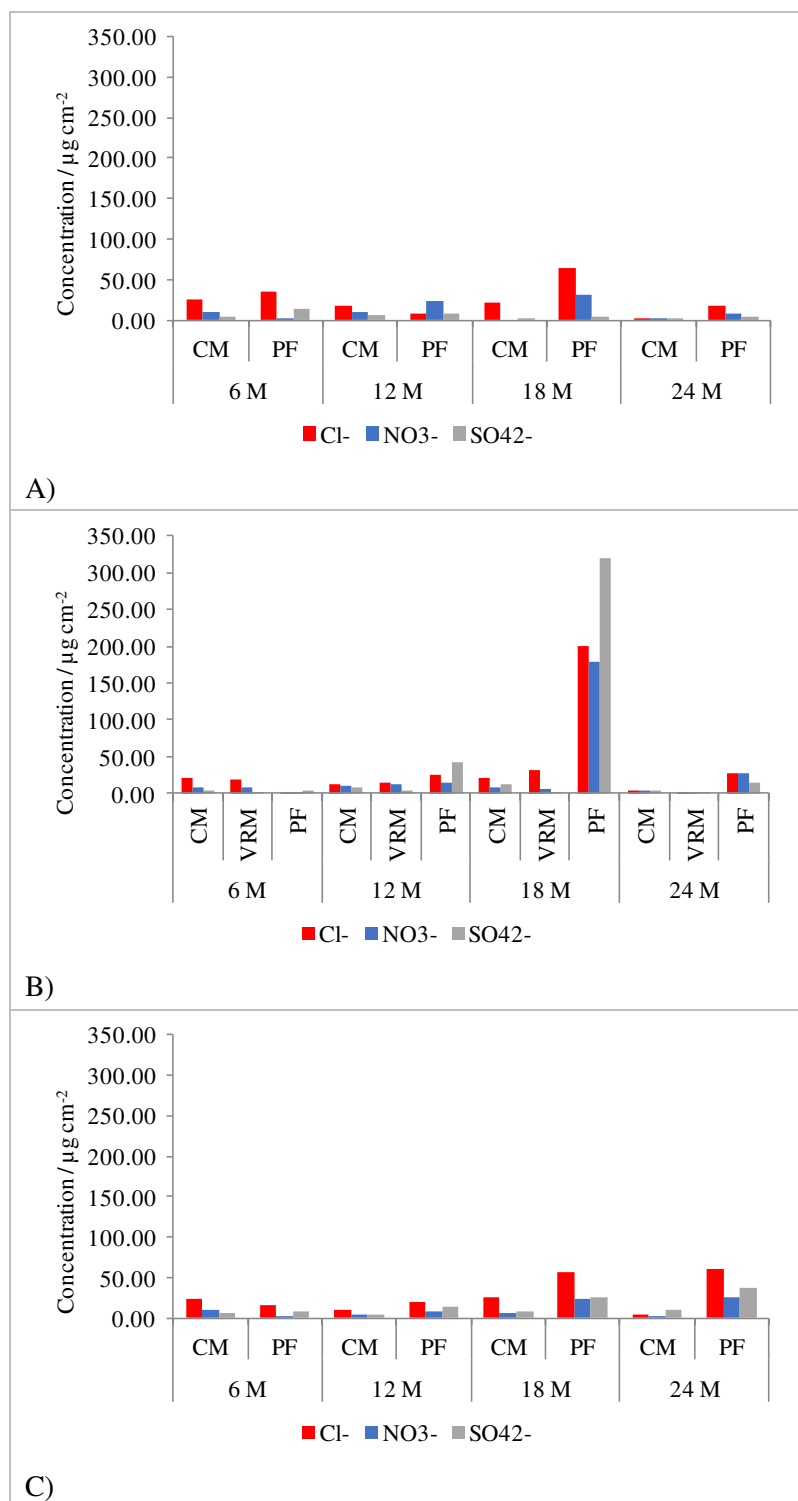 350.00
300.00
250.00
200.00
150.00
100.00
50.00
0.00
Concentration / µg cm-2
CM PF CM PF CM PF CM PF
6 M 12 M 18 M 24 M
Cl- NO3- SO42-
A)
350.00
300.00
250.00
200.00
150.00
100.00
50.00
0.00
Concentration / µg cm-2
CM VRM PF CM VRM PF CM VRM PF CM VRM PF
6 M 12 M 18 M 24 M
Cl- NO3- SO42-
B)
350.00
300.00
250.00
200.00
150.00
100.00
50.00
0.00
Concentration / µg cm-2
CM PF CM PF CM PF CM PF
6 M 12 M 18 M 24 M
Cl- NO3- SO42-
C)